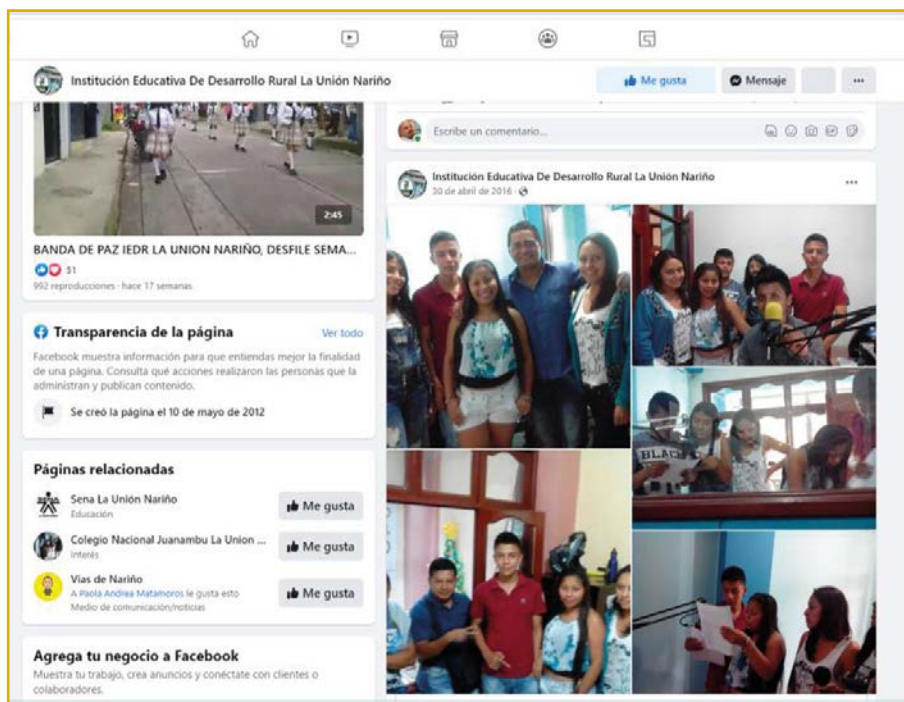 Institución Educativa De Desarrollo Rural La Unión Nariño
Me gusta
Mensaje
2:45
BANDA DE PAZ IEDR LA UNION NARIÑO, DESFILE SEMA...
31
992 reproducciones · hace 17 semanas
Transparencia de la página
Ver todo
Facebook muestra información para que entiendas mejor la finalidad
de una página. Consulta qué acciones realizaron las personas que la
administran y publican contenido.
Se creó la página el 10 de mayo de 2012
Páginas relacionadas
Sena La Unión Nariño
Educación
Me gusta
Colegio Nacional Juanambu La Union ...
Interés
Me gusta
Vias de Nariño
A Paola Andrea Matamoros le gusta esto
Medio de comunicación/noticias
Me gusta
Agrega tu negocio a Facebook
Muestra tu trabajo, crea anuncios y conéctate con clientes o
colaboradores.
Escribe un comentario...
Institución Educativa De Desarrollo Rural La Unión Nariño
30 de abril de 2016
BLACK